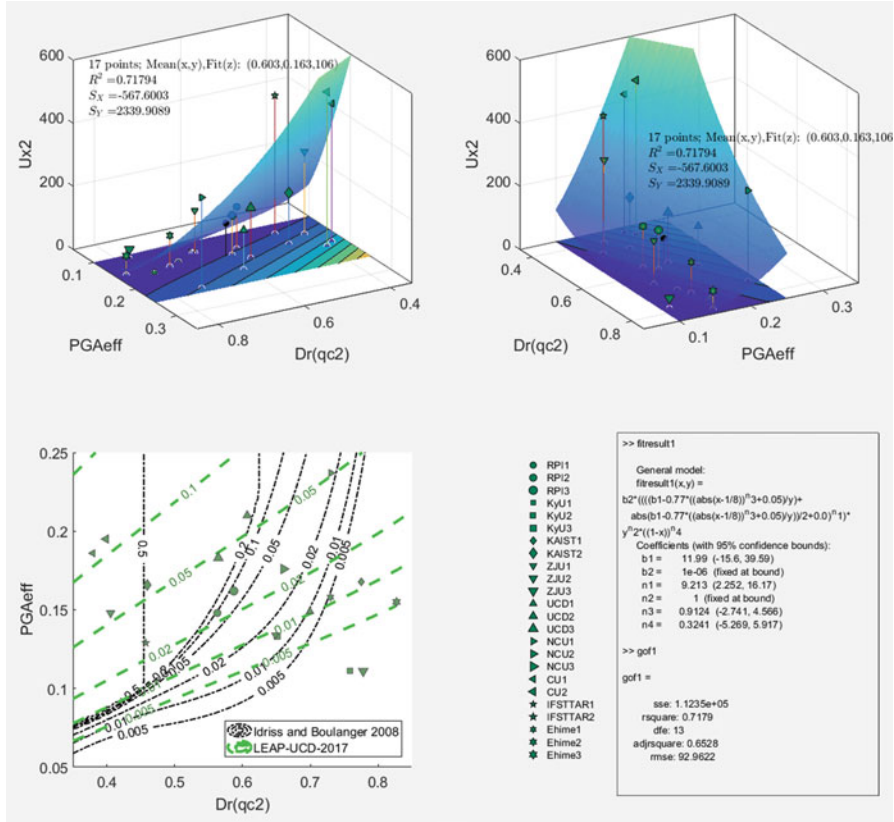 600
400
200
0
Ux2
17 points; Mean(x,y),Fit(z): (0.603,0.163,106)
R² =0.71794
S_X =-567.6003
S_Y =2339.9089
0.1
0.2
0.3
PGAeff
0.8
0.6
0.4
Dr(qc2)
600
400
200
0
Ux2
17 points; Mean(x,y),Fit(z): (0.603,0.163,106
R² =0.71794
S_X =-567.6003
S_Y =2339.9089
0.4
0.6
0.8
Dr(qc2)
0.1
0.2
0.3
PGAeff
0.25
0.2
0.15
0.1
0.05
PGAeff
0.4
0.5
0.6
0.7
0.8
Dr(qc2)
0.1
0.05
0.05
0.02
0.01
0.005
0.5
0.2
0.1
0.05
0.02
0.01
0.005
0.02
0.01
0.005
0.01
0.005
Idriss and Boulanger 2008
LEAP-UCD-2017
RPI1
RPI2
RPI3
KyU1
KyU2
KyU3
KAIST1
KAIST2
ZJU1
ZJU2
ZJU3
UCD1
UCD2
UCD3
NCU1
NCU2
NCU3
CU1
CU2
IFSTTAR1
IFSTTAR2
Ehime1
Ehime2
Ehime3
>> fitresult1
General model:
fitresult1(x,y) =
b2*((((b1-0.77*((abs(x-1/8))^n3+0.05)/y)+
abs(b1-0.77*((abs(x-1/8))^n3+0.05)/y))/2+0.0)^n1)*
y^n2*((1-x))^n4
Coefficients (with 95% confidence bounds):
b1 = 11.99 (-15.6, 39.59)
b2 = 1e-06 (fixed at bound)
n1 = 9.213 (2.252, 16.17)
n2 = 1 (fixed at bound)
n3 = 0.9124 (-2.741, 4.566)
n4 = 0.3241 (-5.269, 5.917)
>> gof1
gof1 =
sse: 1.1235e+05
rsquare: 0.7179
dfe: 13
adjrsquare: 0.6528
rmse: 92.9622